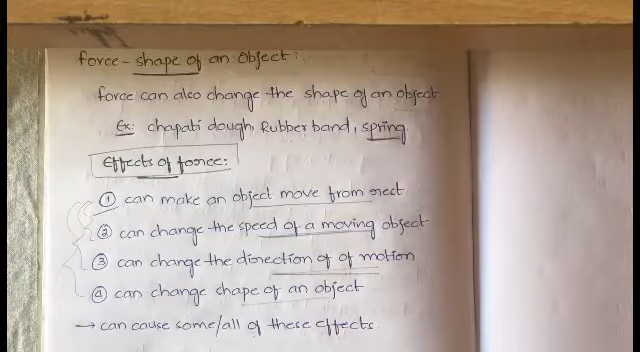 force - shape of an Object:
force can also change the shape of an object
Ex: chapati dough, Rubber band, spring
Effects of force:
① can make an object move from rest
② can change the speed of a moving object
③ can change the direction of of motion
④ can change shape of an object
→ can cause some/all of these effects